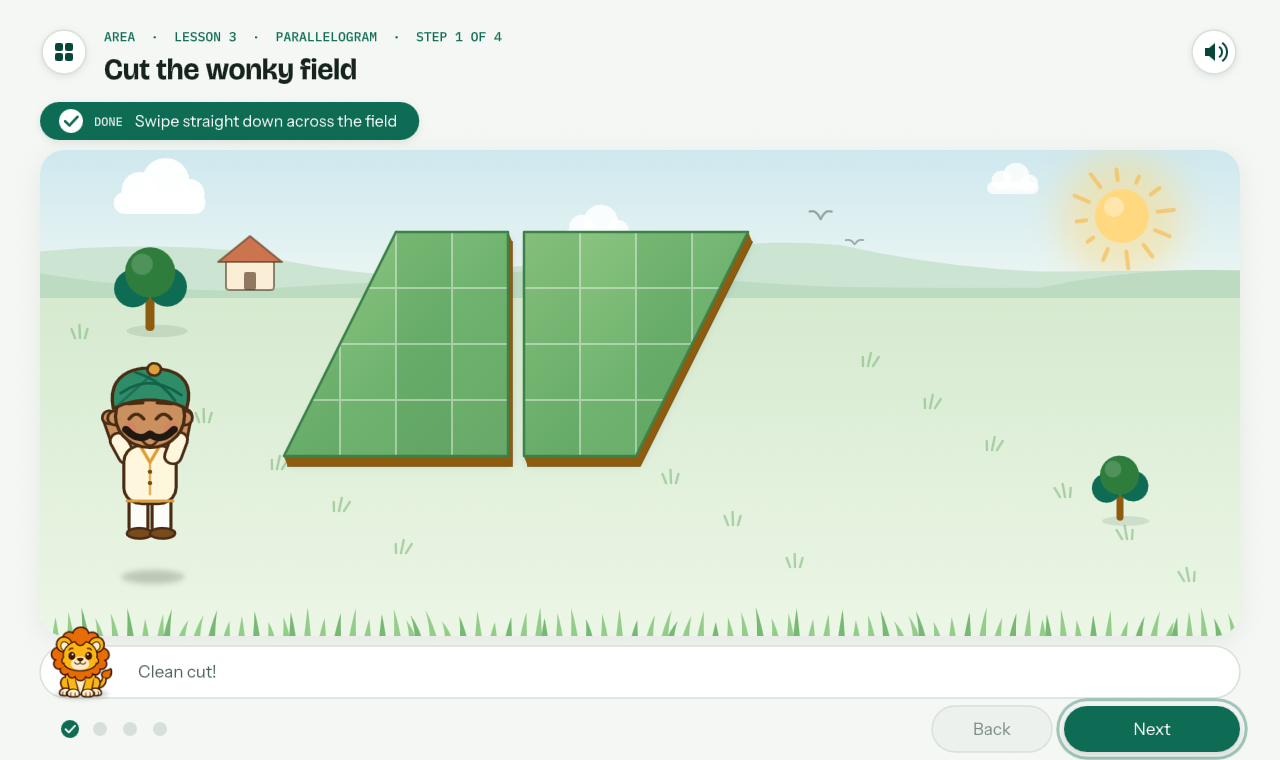 AREA · LESSON 3 · PARALLELOGRAM · STEP 1 OF 4
Cut the wonky field
DONE Swipe straight down across the field
Clean cut!
Back
Next